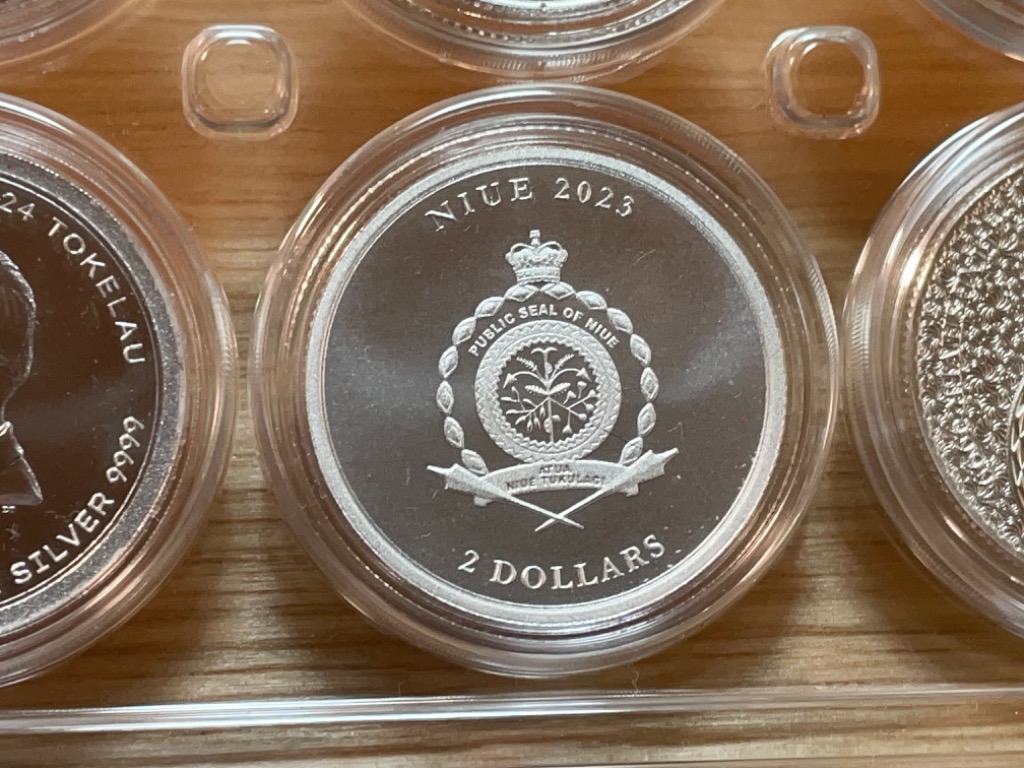 24 TOKELAU
SILVER 9999
NIUE 2023
PUBLIC SEAL OF NIUE
ATUA
NIUE TUKULAGI
2 DOLLARS